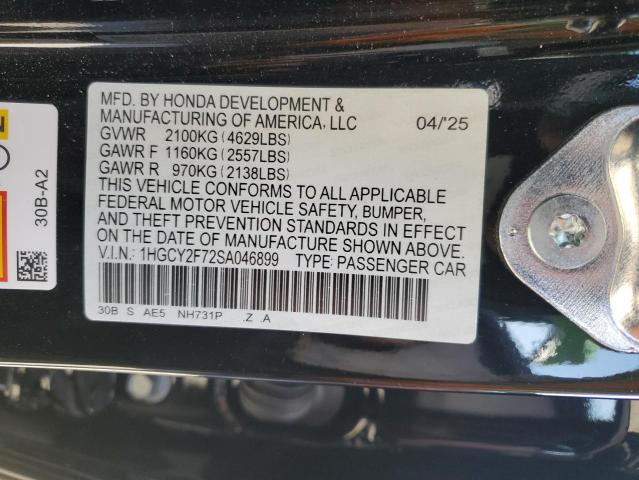 MFD. BY HONDA DEVELOPMENT &
MANUFACTURING OF AMERICA, LLC 04/'25
GVWR 2100KG (4629LBS)
GAWR F 1160KG (2557LBS)
GAWR R 970KG (2138LBS)
THIS VEHICLE CONFORMS TO ALL APPLICABLE
FEDERAL MOTOR VEHICLE SAFETY, BUMPER,
AND THEFT PREVENTION STANDARDS IN EFFECT
ON THE DATE OF MANUFACTURE SHOWN ABOVE.
V.I.N.: 1HGCY2F72SA046899 TYPE: PASSENGER CAR
30B S AE5 NH731P .Z .A
30B-A2